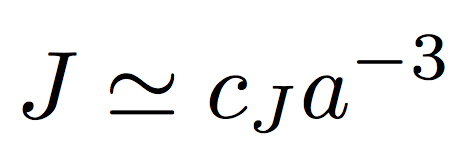 J ≃ c_J a^{-3}